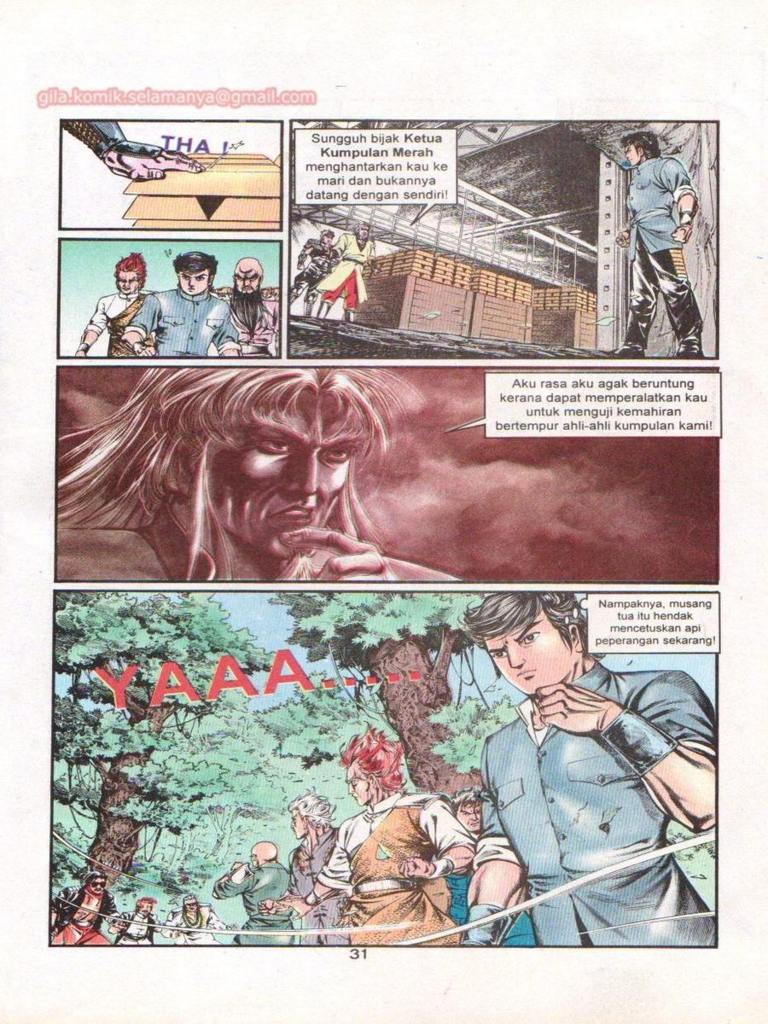 gila.komik.selamanya@gmail.com
THA !
Sungguh bijak Ketua
Kumpulan Merah
menghantarkan kau ke
mari dan bukannya
datang dengan sendiri!
Aku rasa aku agak beruntung
kerana dapat memperalatkan kau
untuk menguji kemahiran
bertempur ahli-ahli kumpulan kami!
Nampaknya, musang
tua itu hendak
mencetuskan api
peperangan sekarang!
YAAA......
31